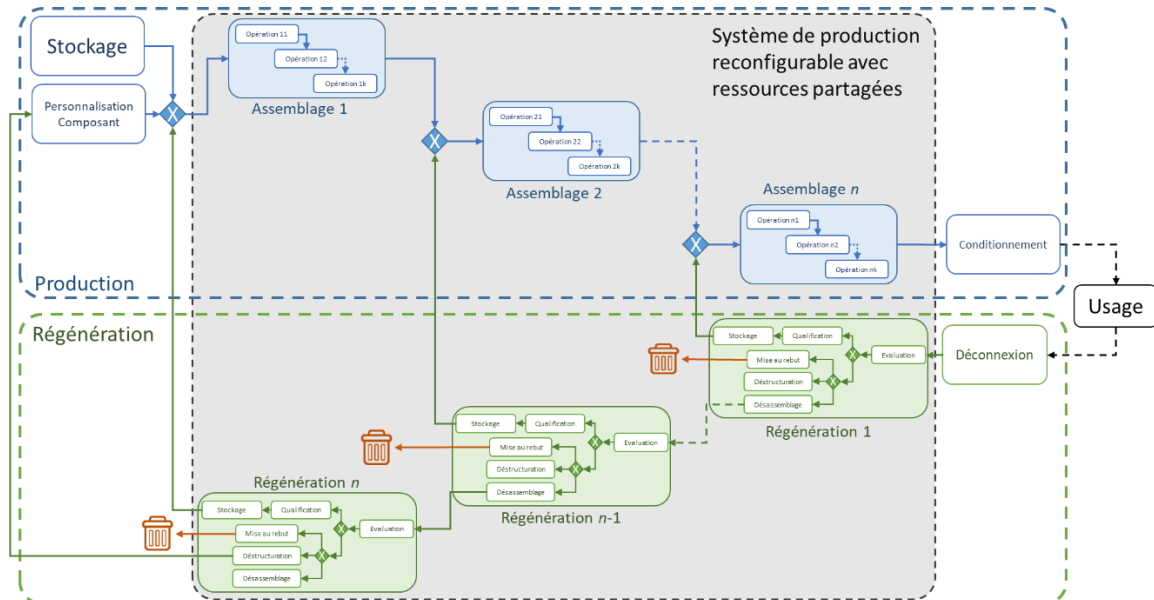 Stockage
Personnalisation
Composant
X
Opération 11
Opération 12
Opération 1k
Assemblage 1
X
Opération 21
Opération 22
Opération 2k
Assemblage 2
Système de production
reconfigurable avec
ressources partagées
X
Assemblage n
Opération n1
Opération n2
Opération nk
Conditionnement
Production
Usage
Régénération
Déconnexion
Evaluation
X
Qualification
Stockage
X
Mise au rebut
Déstructuration
Désassemblage
Régénération 1
Evaluation
X
Qualification
Stockage
X
Mise au rebut
Déstructuration
Désassemblage
Régénération n-1
Régénération n
Evaluation
X
Qualification
Stockage
X
Mise au rebut
Déstructuration
Désassemblage